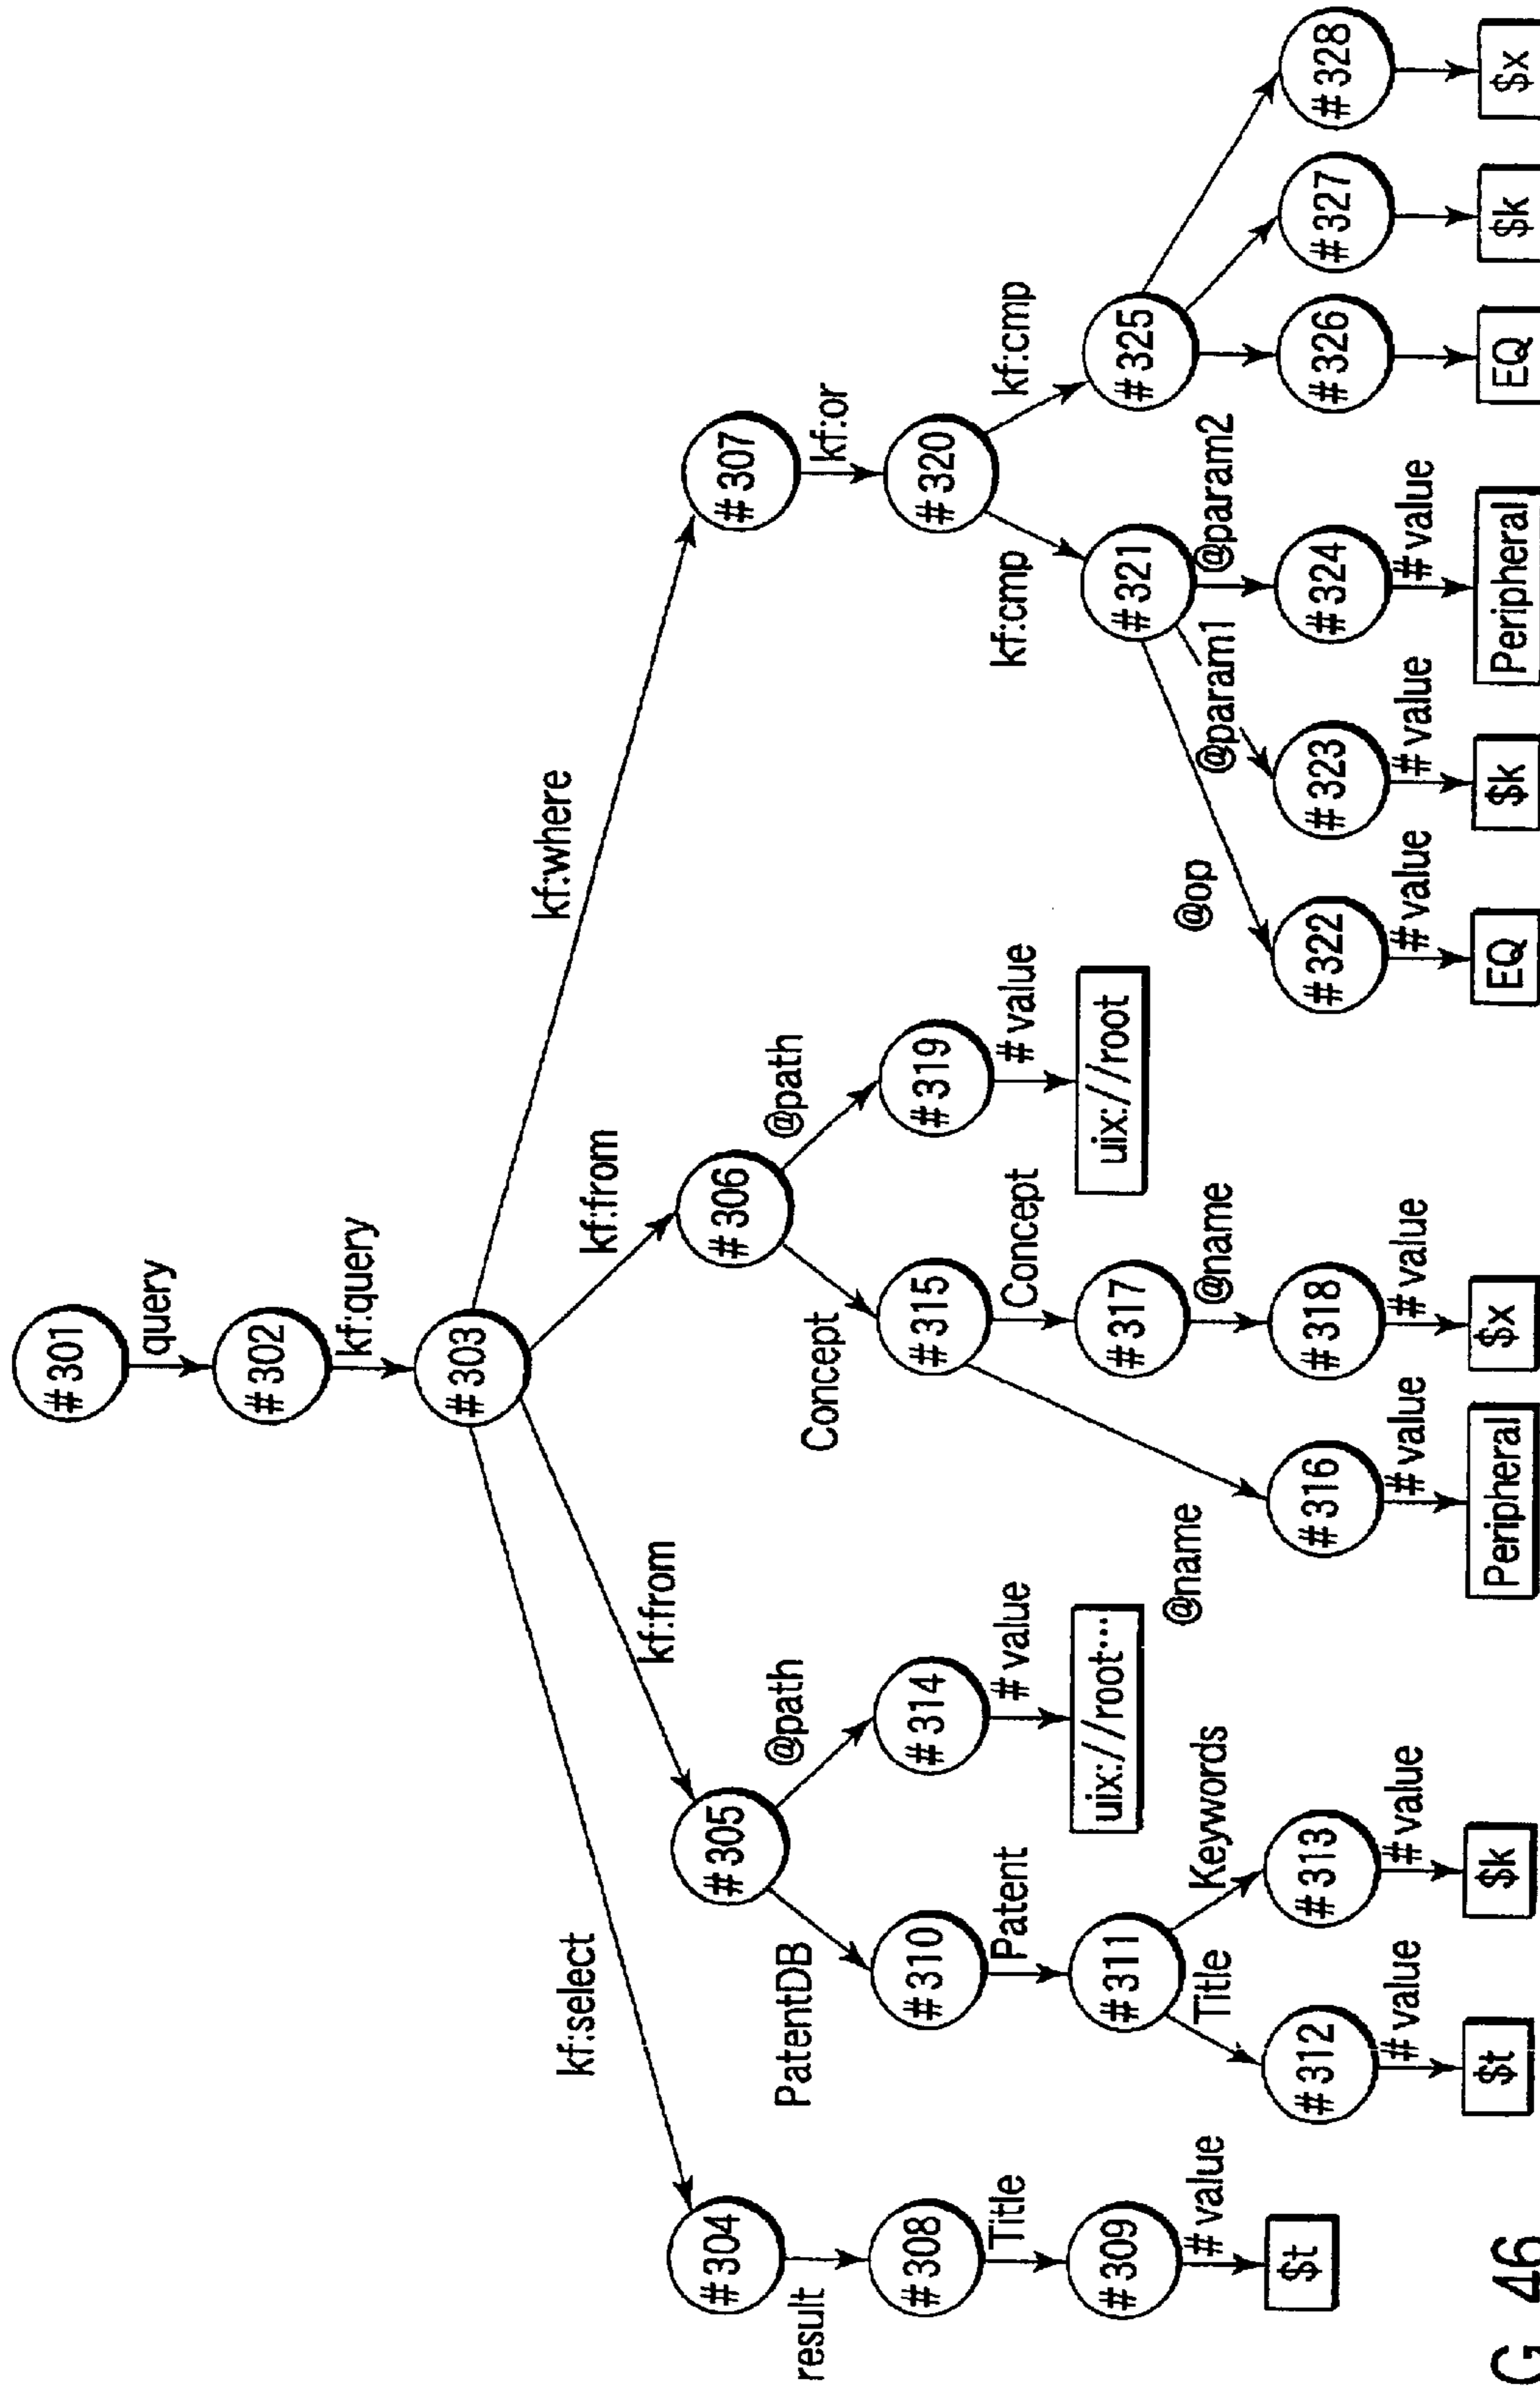 #301
query
#302
kf:query
#303
kf:select
kf:from
kf:from
kf:where
#304
#305
#306
#307
result
PatentDB
@path
Concept
@path
kf:or
#308
#310
#314
#315
#319
#320
Title
Patent
#value
Concept
#value
kf:cmp
kf:cmp
#309
#311
uix://root...
#317
uix://root
#321
#325
#value
Title
Keywords
@name
@name
@op
@param1
@param2
$t
#312
#313
#316
#318
#322
#323
#324
#326
#327
#328
#value
#value
#value
#value
#value
#value
#value
$t
$k
Peripheral
$x
EQ
$k
Peripheral
EQ
$k
$x
G 46